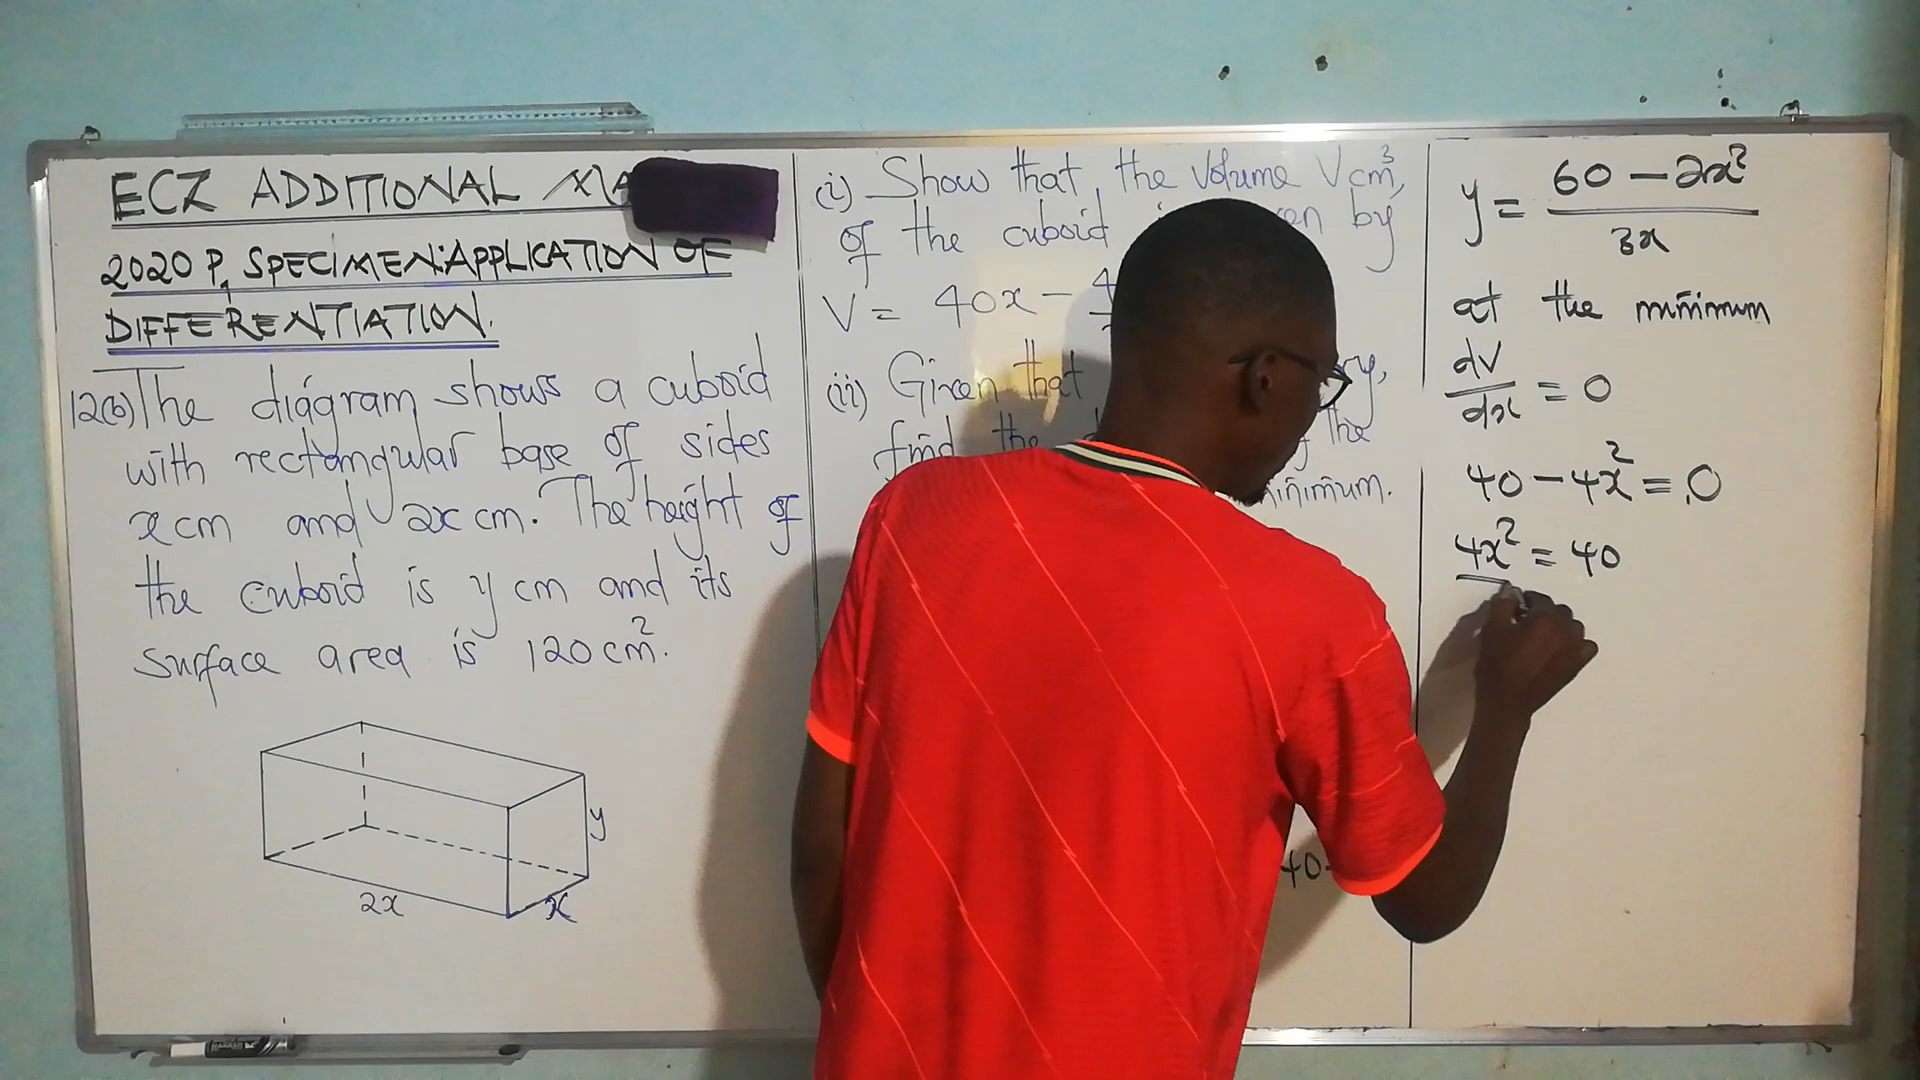 ECZ ADDITIONAL MA
2020 P1 SPECIMEN: APPLICATION OF
DIFFERENTIATION.
12(b) The diagram shows a cuboid
with rectangular base of sides
x cm and 2x cm. The height of
the cuboid is y cm and its
surface area is 120 cm².
y
2x
x
(i) Show that, the volume V cm³,
of the cuboid by
V = 40x - 4
(ii) Given that
find the the
minimum.
40-
y = (60 - 2x²)/3x
at the minimum
dV/dx = 0
40 - 4x² = 0
4x² = 40